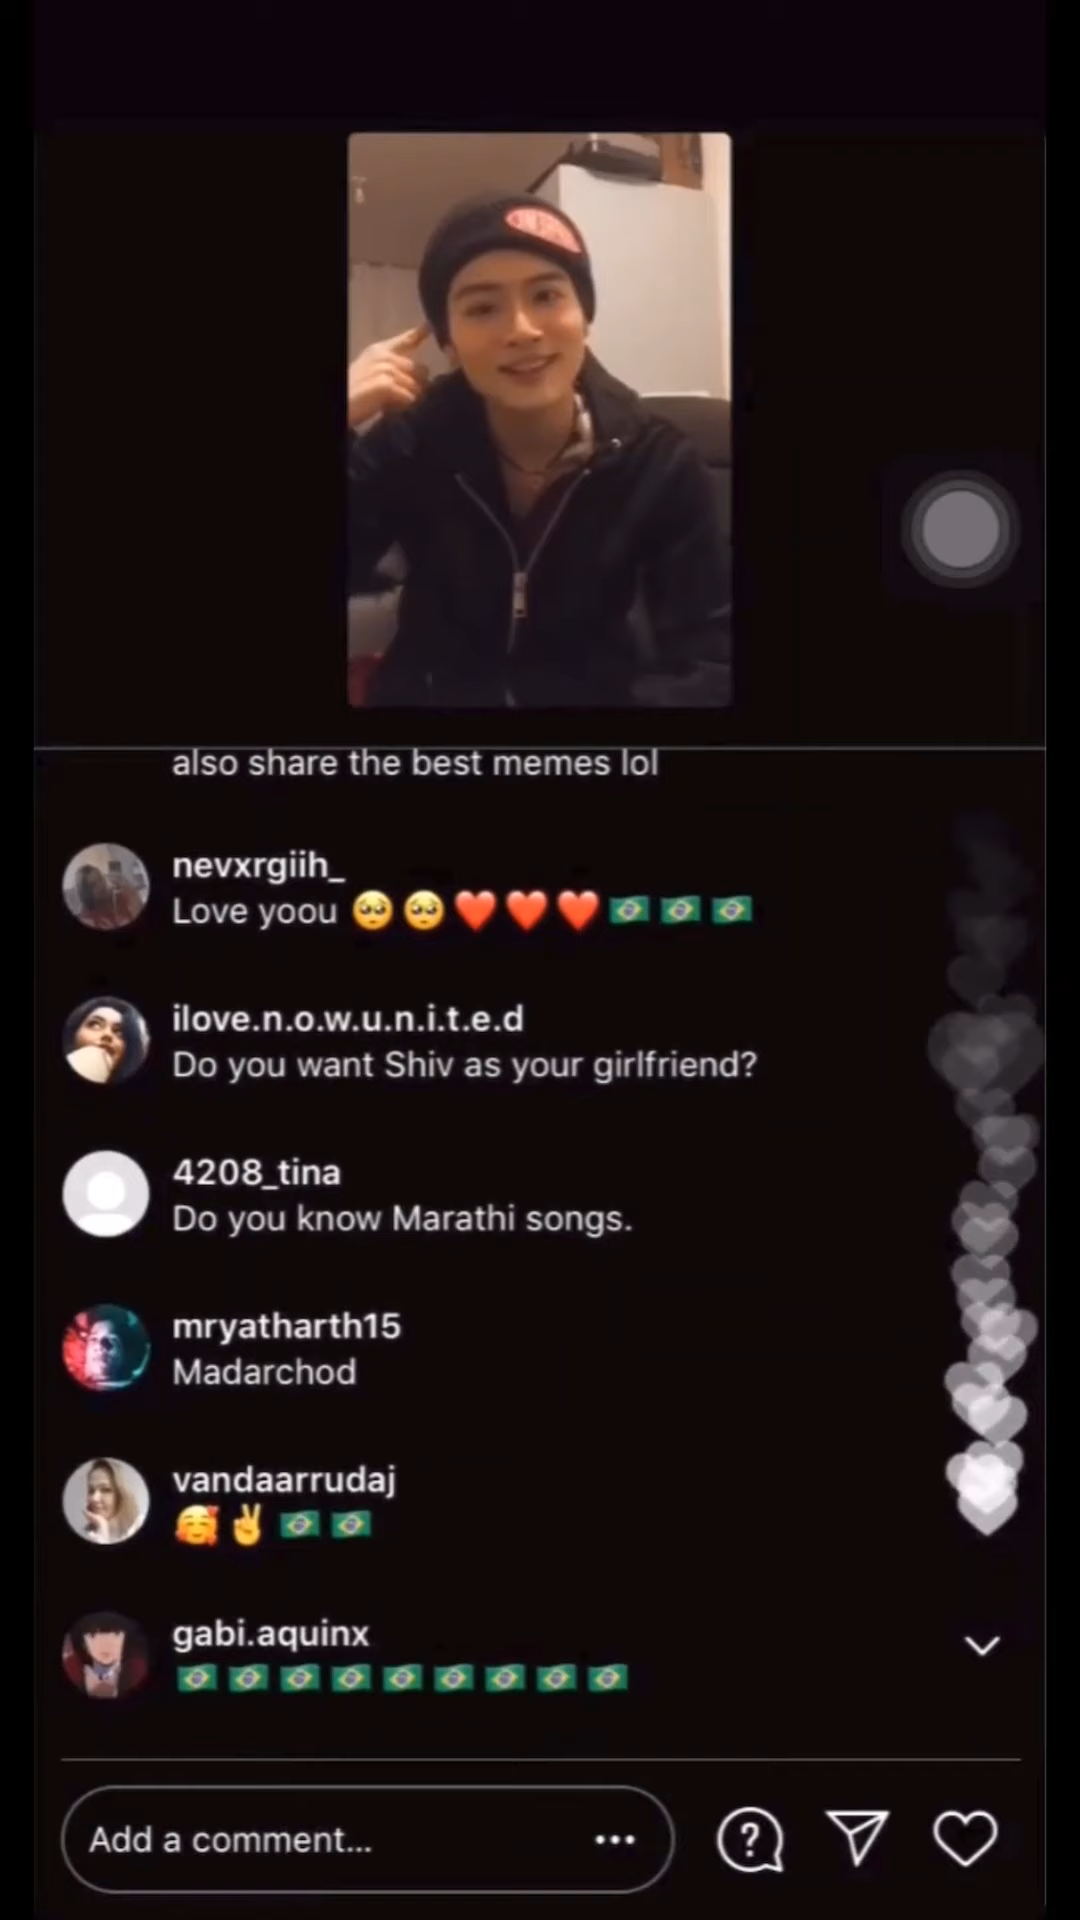 also share the best memes lol
nevxrgiih_
Love yoou 🥺🥺❤️❤️❤️🇧🇷🇧🇷🇧🇷
ilove.n.o.w.u.n.i.t.e.d
Do you want Shiv as your girlfriend?
4208_tina
Do you know Marathi songs.
mryatharth15
Madarchod
vandaarrudaj
🥰✌️🇧🇷🇧🇷
gabi.aquinx
🇧🇷🇧🇷🇧🇷🇧🇷🇧🇷🇧🇷🇧🇷🇧🇷🇧🇷
Add a comment...